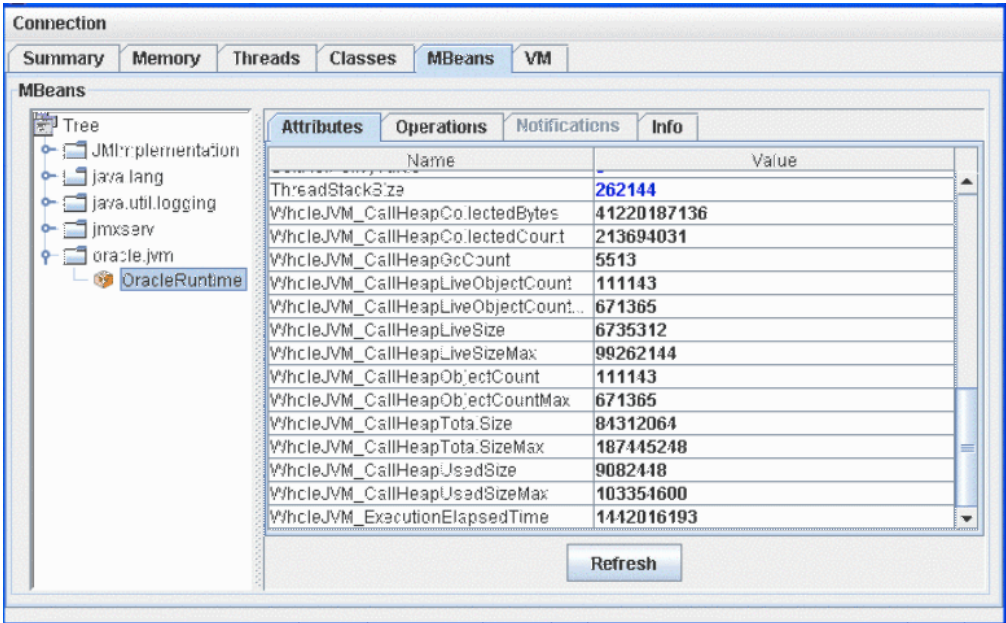 Connection
Summary Memory Threads Classes MBeans VM
MBeans
Tree
JMImplementation
java.lang
java.util.logging
jmxserv
oracle.jvm
OracleRuntime
Attributes Operations Notifications Info
Name Value
ThreadStackSize 262144
WholeJVM_CallHeapCollectedBytes 41220187136
WholeJVM_CallHeapCollectedCount 213694031
WholeJVM_CallHeapGcCount 5513
WholeJVM_CallHeapLiveObjectCount 111143
WholeJVM_CallHeapLiveObjectCount... 671365
WholeJVM_CallHeapLiveSize 6735312
WholeJVM_CallHeapLiveSizeMax 99262144
WholeJVM_CallHeapObjectCount 111143
WholeJVM_CallHeapObjectCountMax 671365
WholeJVM_CallHeapTotalSize 84312064
WholeJVM_CallHeapTotalSizeMax 187445248
WholeJVM_CallHeapUsedSize 9082448
WholeJVM_CallHeapUsedSizeMax 103354600
WholeJVM_ExecutionElapsedTime 1442016193
Refresh